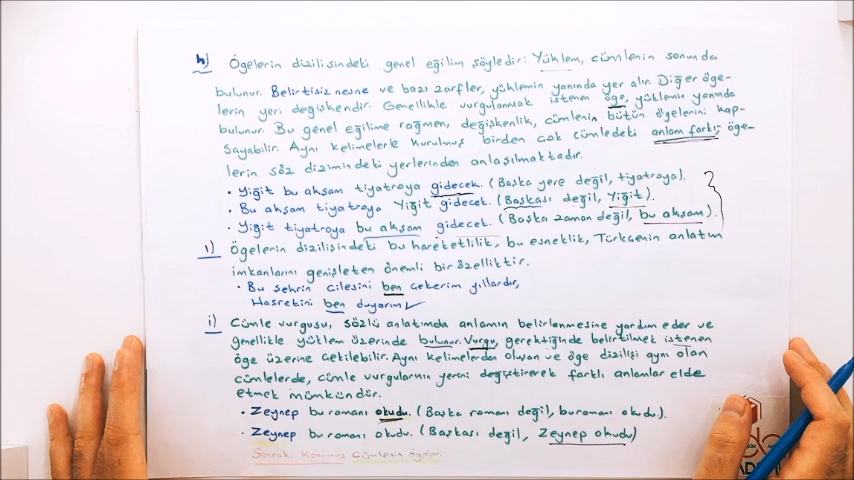 h) Ögelerin dizilişindeki genel eğilim şöyledir: Yüklem, cümlenin sonunda
bulunur. Belirtisiz nesne ve bazı zarflar, yüklemin yanında yer alır. Diğer öge-
lerin yeri değişkendir. Genellikle vurgulanmak istenen öge, yüklemin yanında
bulunur. Bu genel eğilime rağmen, değişkenlik, cümlenin bütün ögelerini kap-
sayabilir. Aynı kelimelerle kurulmuş birden çok cümledeki anlam farkı, öge-
lerin söz dizimindeki yerlerinden anlaşılmaktadır.
• Yiğit bu akşam tiyatroya gidecek. (Başka yere değil, tiyatroya).
• Bu akşam tiyatroya Yiğit gidecek. (Başkası değil, Yiğit).
• Yiğit tiyatroya bu akşam gidecek. (Başka zaman değil, bu akşam).
ı) Ögelerin dizilişindeki bu hareketlilik, bu esneklik, Türkçenin anlatım
imkanlarını genişleten önemli bir özelliktir.
• Bu şehrin çilesini ben çekerim yıllardır,
Hasretini ben duyarım
i) Cümle vurgusu, sözlü anlatımda anlamın belirlenmesine yardım eder ve
genellikle yüklem üzerinde bulunur. Vurgu, gerektiğinde belirtilmek istenen
öge üzerine çekilebilir. Aynı kelimelerden oluşan ve öge dizilişi aynı olan
cümlelerde, cümle vurgularının yerini değiştirerek farklı anlamlar elde
etmek mümkündür.
• Zeynep bu romanı okudu. (Başka romanı değil, bu romanı okudu).
• Zeynep bu romanı okudu. (Başkası değil, Zeynep okudu)
Sonraki Konumuz Cümlenin Ögeleri